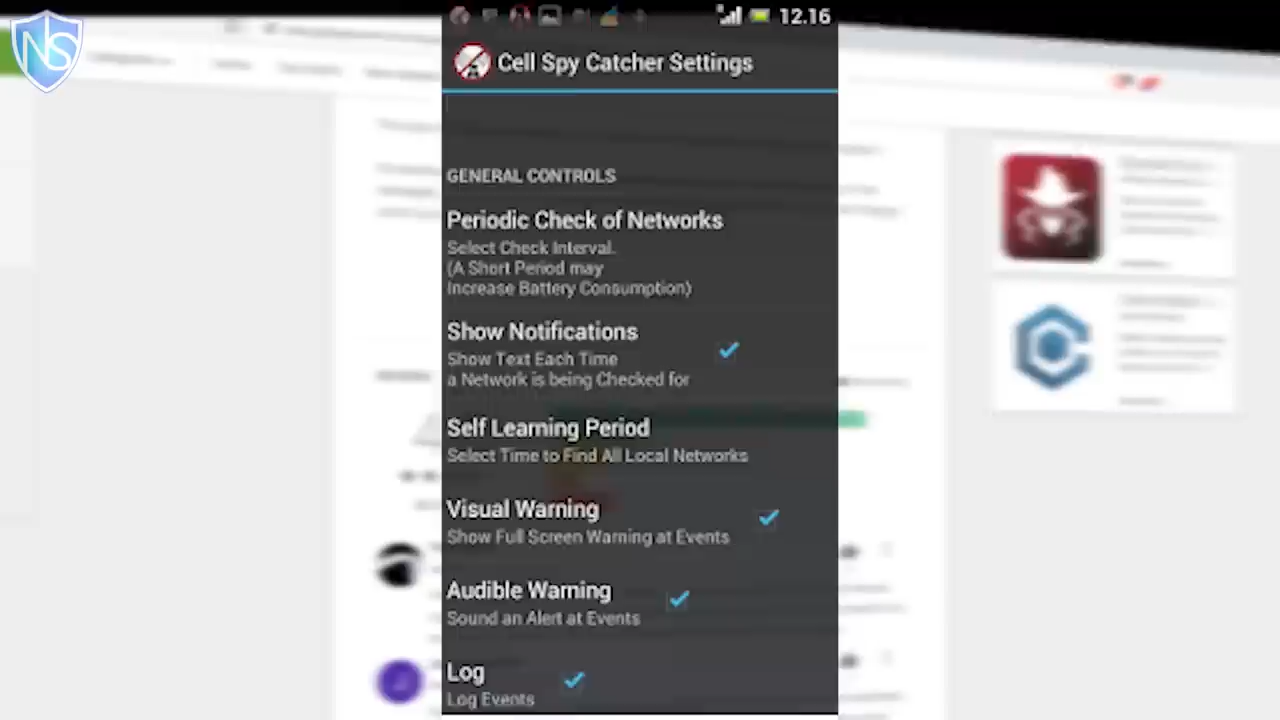 NS
12.16
Cell Spy Catcher Settings
GENERAL CONTROLS
Periodic Check of Networks
Select Check Interval.
(A Short Period may
Increase Battery Consumption)
Show Notifications
Show Text Each Time
a Network is being Checked for
Self Learning Period
Select Time to Find All Local Networks
Visual Warning
Show Full Screen Warning at Events
Audible Warning
Sound an Alert at Events
Log
Log Events